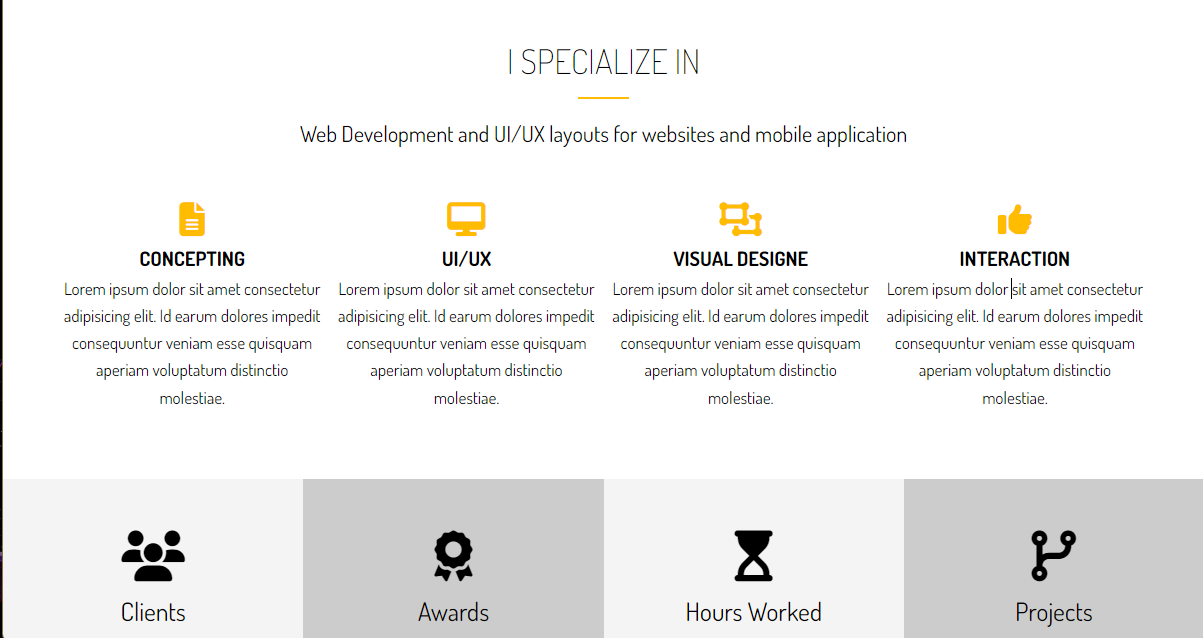 I SPECIALIZE IN
Web Development and UI/UX layouts for websites and mobile application
CONCEPTING
Lorem ipsum dolor sit amet consectetur
adipisicing elit. Id earum dolores impedit
consequuntur veniam esse quisquam
aperiam voluptatum distinctio
molestiae.
UI/UX
Lorem ipsum dolor sit amet consectetur
adipisicing elit. Id earum dolores impedit
consequuntur veniam esse quisquam
aperiam voluptatum distinctio
molestiae.
VISUAL DESIGNE
Lorem ipsum dolor sit amet consectetur
adipisicing elit. Id earum dolores impedit
consequuntur veniam esse quisquam
aperiam voluptatum distinctio
molestiae.
INTERACTION
Lorem ipsum dolor sit amet consectetur
adipisicing elit. Id earum dolores impedit
consequuntur veniam esse quisquam
aperiam voluptatum distinctio
molestiae.
Clients
Awards
Hours Worked
Projects